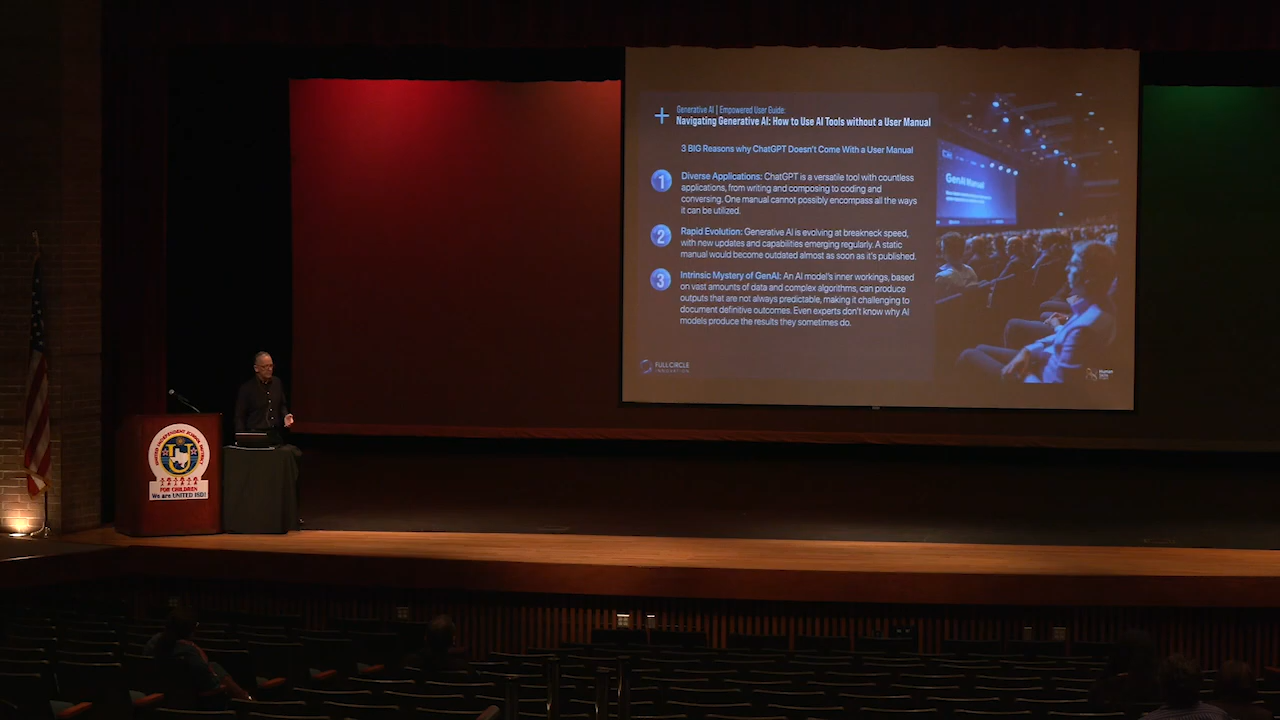 Generative AI | Empowered User Guide:
Navigating Generative AI: How to Use AI Tools without a User Manual
3 BIG Reasons why ChatGPT Doesn't Come With a User Manual
1
Diverse Applications: ChatGPT is a versatile tool with countless
applications, from writing and composing to coding and
conversing. One manual cannot possibly encompass all the ways
it can be utilized.
2
Rapid Evolution: Generative AI is evolving at breakneck speed,
with new updates and capabilities emerging regularly. A static
manual would become outdated almost as soon as it's published.
3
Intrinsic Mystery of GenAI: An AI model's inner workings, based
on vast amounts of data and complex algorithms, can produce
outputs that are not always predictable, making it challenging to
document definitive outcomes. Even experts don't know why AI
models produce the results they sometimes do.
GenAI Manual
FULL CIRCLE
INNOVATION
Human
UNITED INDEPENDENT SCHOOL DISTRICT
U
FOR CHILDREN
We are UNITED ISD!